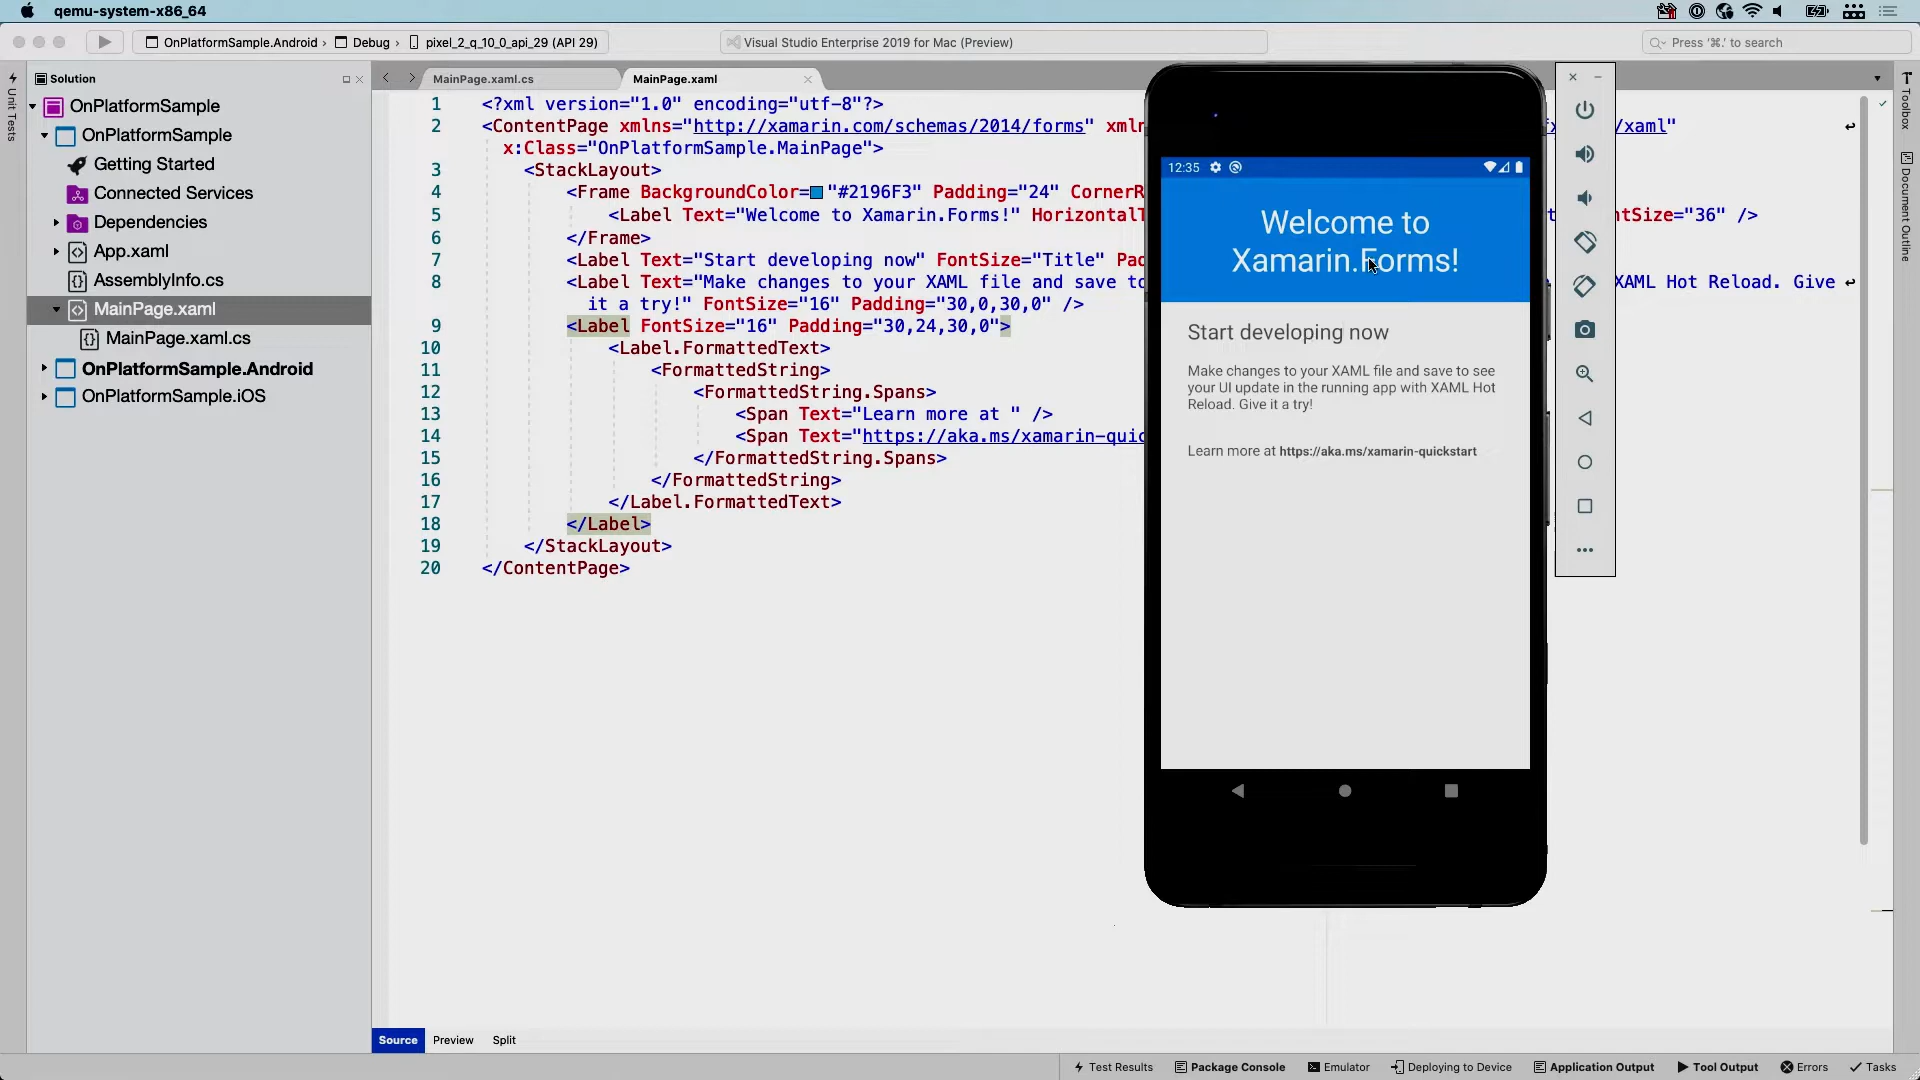 qemu-system-x86_64
OnPlatformSample.Android › Debug › pixel_2_q_10_0_api_29 (API 29)
Visual Studio Enterprise 2019 for Mac (Preview)
Press '⌘.' to search
Unit Tests
Solution
OnPlatformSample
OnPlatformSample
Getting Started
Connected Services
Dependencies
App.xaml
AssemblyInfo.cs
MainPage.xaml
MainPage.xaml.cs
OnPlatformSample.Android
OnPlatformSample.iOS
MainPage.xaml.cs
MainPage.xaml
1 <?xml version="1.0" encoding="utf-8"?>
2 <ContentPage xmlns="http://xamarin.com/schemas/2014/forms" xmlr /xaml"
x:Class="OnPlatformSample.MainPage">
3 <StackLayout>
4 <Frame BackgroundColor="#2196F3" Padding="24" CornerR
5 <Label Text="Welcome to Xamarin.Forms!" HorizontalT ntSize="36" />
6 </Frame>
7 <Label Text="Start developing now" FontSize="Title" Pad
8 <Label Text="Make changes to your XAML file and save to XAML Hot Reload. Give
it a try!" FontSize="16" Padding="30,0,30,0" />
9 <Label FontSize="16" Padding="30,24,30,0">
10 <Label.FormattedText>
11 <FormattedString>
12 <FormattedString.Spans>
13 <Span Text="Learn more at " />
14 <Span Text="https://aka.ms/xamarin-quic
15 </FormattedString.Spans>
16 </FormattedString>
17 </Label.FormattedText>
18 </Label>
19 </StackLayout>
20 </ContentPage>
12:35
Welcome to
Xamarin.Forms!
Start developing now
Make changes to your XAML file and save to see
your UI update in the running app with XAML Hot
Reload. Give it a try!
Learn more at https://aka.ms/xamarin-quickstart
Toolbox
Document Outline
Source Preview Split
Test Results Package Console Emulator Deploying to Device Application Output Tool Output Errors Tasks